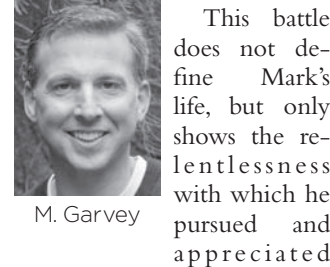 M. Garvey
This battle
does not de-
fine Mark's
life, but only
shows the re-
lentlessness
with which he
pursued and
appreciated